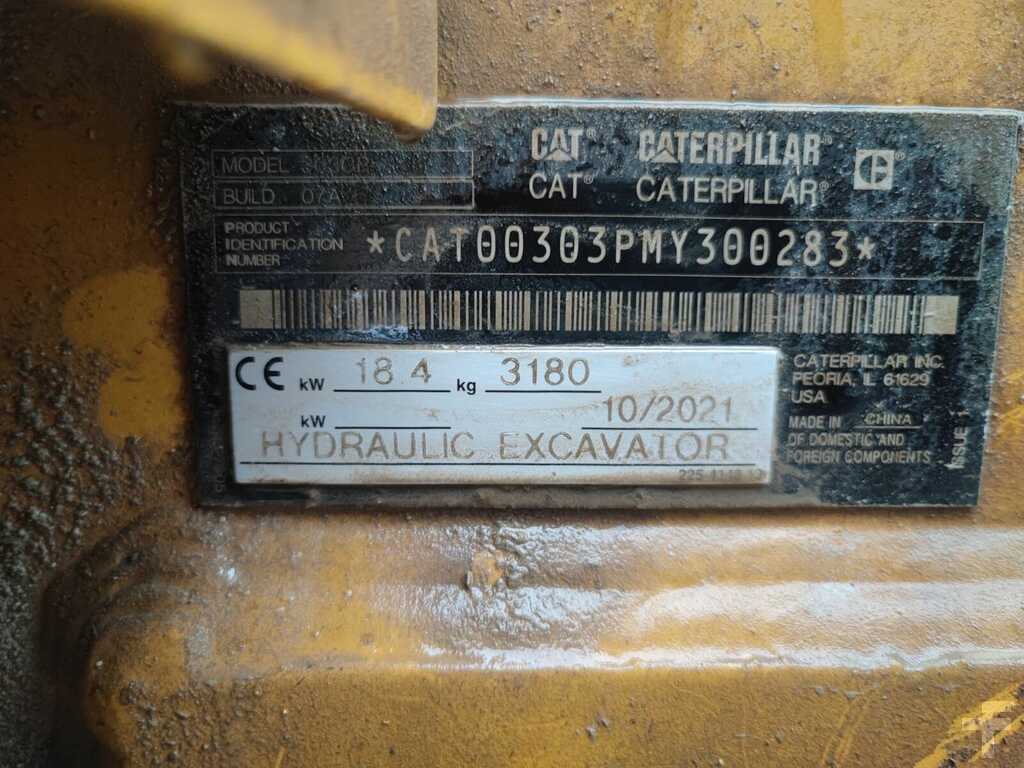 CAT® CATERPILLAR®
MODEL
CAT® CATERPILLAR®
BUILD 07A
PRODUCT
IDENTIFICATION
NUMBER
*CAT00303PMY300283*
CE kW 18.4 kg 3180
kW 10/2021
HYDRAULIC EXCAVATOR
CATERPILLAR INC.
PEORIA, IL 61629
USA
MADE IN CHINA
OF DOMESTIC AND
FOREIGN COMPONENTS
ISSUE 1